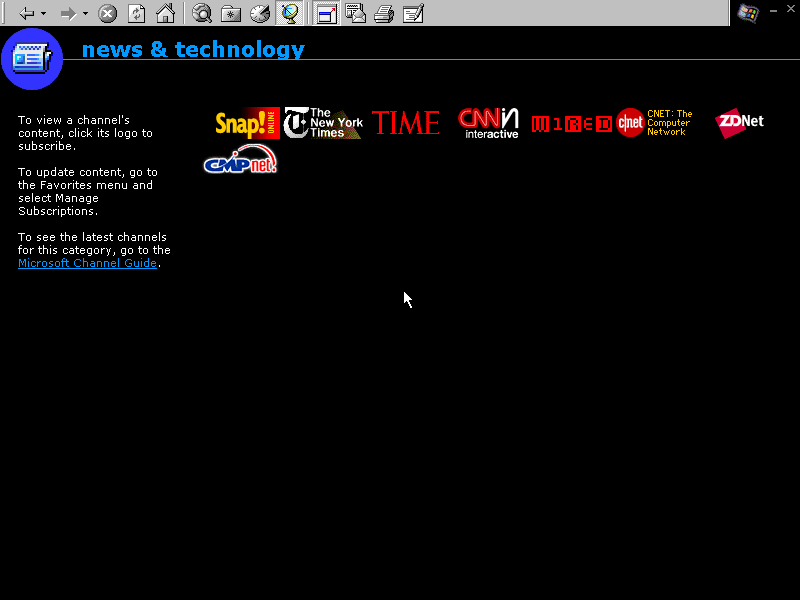 news & technology
To view a channel's
content, click its logo to
subscribe.
To update content, go to
the Favorites menu and
select Manage
Subscriptions.
To see the latest channels
for this category, go to the
Microsoft Channel Guide.
Snap! ONLINE
The
New York
Times
TIME
CNNin
interactive
WIRED
c|net
CNET: The
Computer
Network
ZDNet
CMPnet.